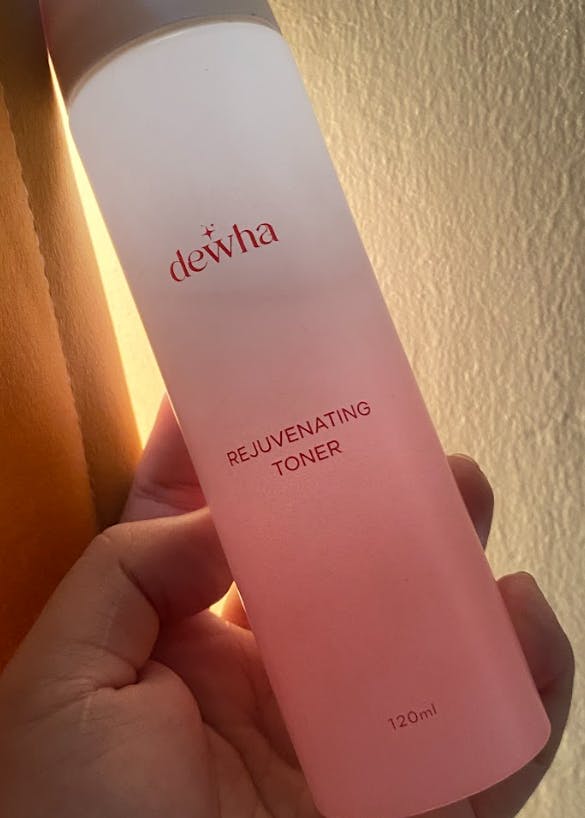 dewha
REJUVENATING
TONER
120ml